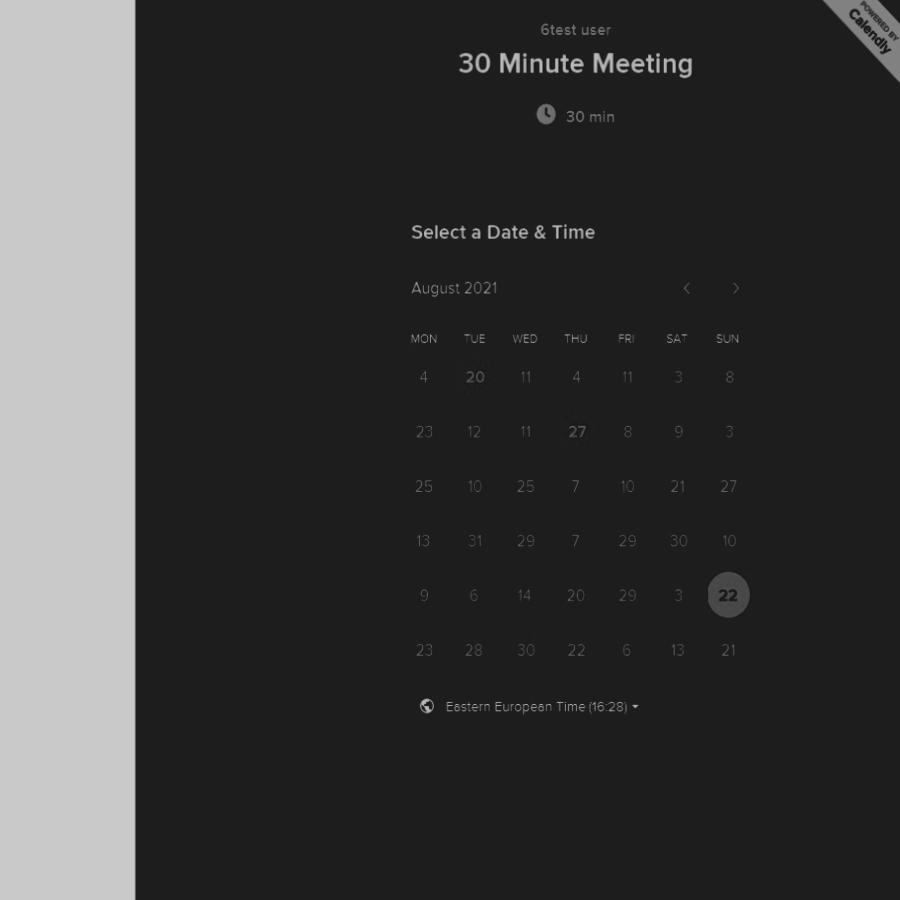 POWERED BY
Calendly
6test user
30 Minute Meeting
30 min
Select a Date & Time
August 2021
MON TUE WED THU FRI SAT SUN
4 20 11 4 11 3 8
23 12 11 27 8 9 3
25 10 25 7 10 21 27
13 31 29 7 29 30 10
9 6 14 20 29 3 22
23 28 30 22 6 13 21
Eastern European Time (16:28)